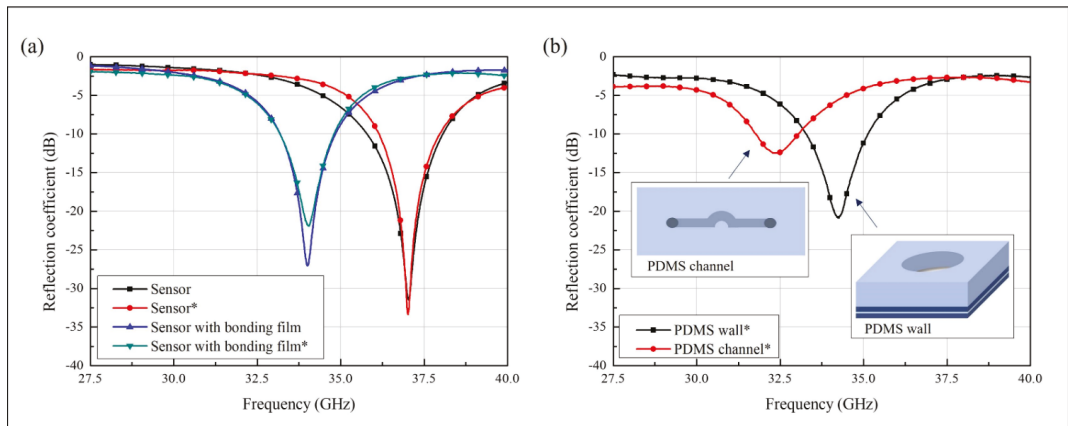 (a)
Reflection coefficient (dB)
0
-5
-10
-15
-20
-25
-30
-35
-40
27.5
30.0
32.5
35.0
37.5
40.0
Frequency (GHz)
Sensor
Sensor*
Sensor with bonding film
Sensor with bonding film*
(b)
Reflection coefficient (dB)
0
-5
-10
-15
-20
-25
-30
-35
-40
27.5
30.0
32.5
35.0
37.5
40.0
Frequency (GHz)
PDMS channel
PDMS wall
PDMS wall*
PDMS channel*